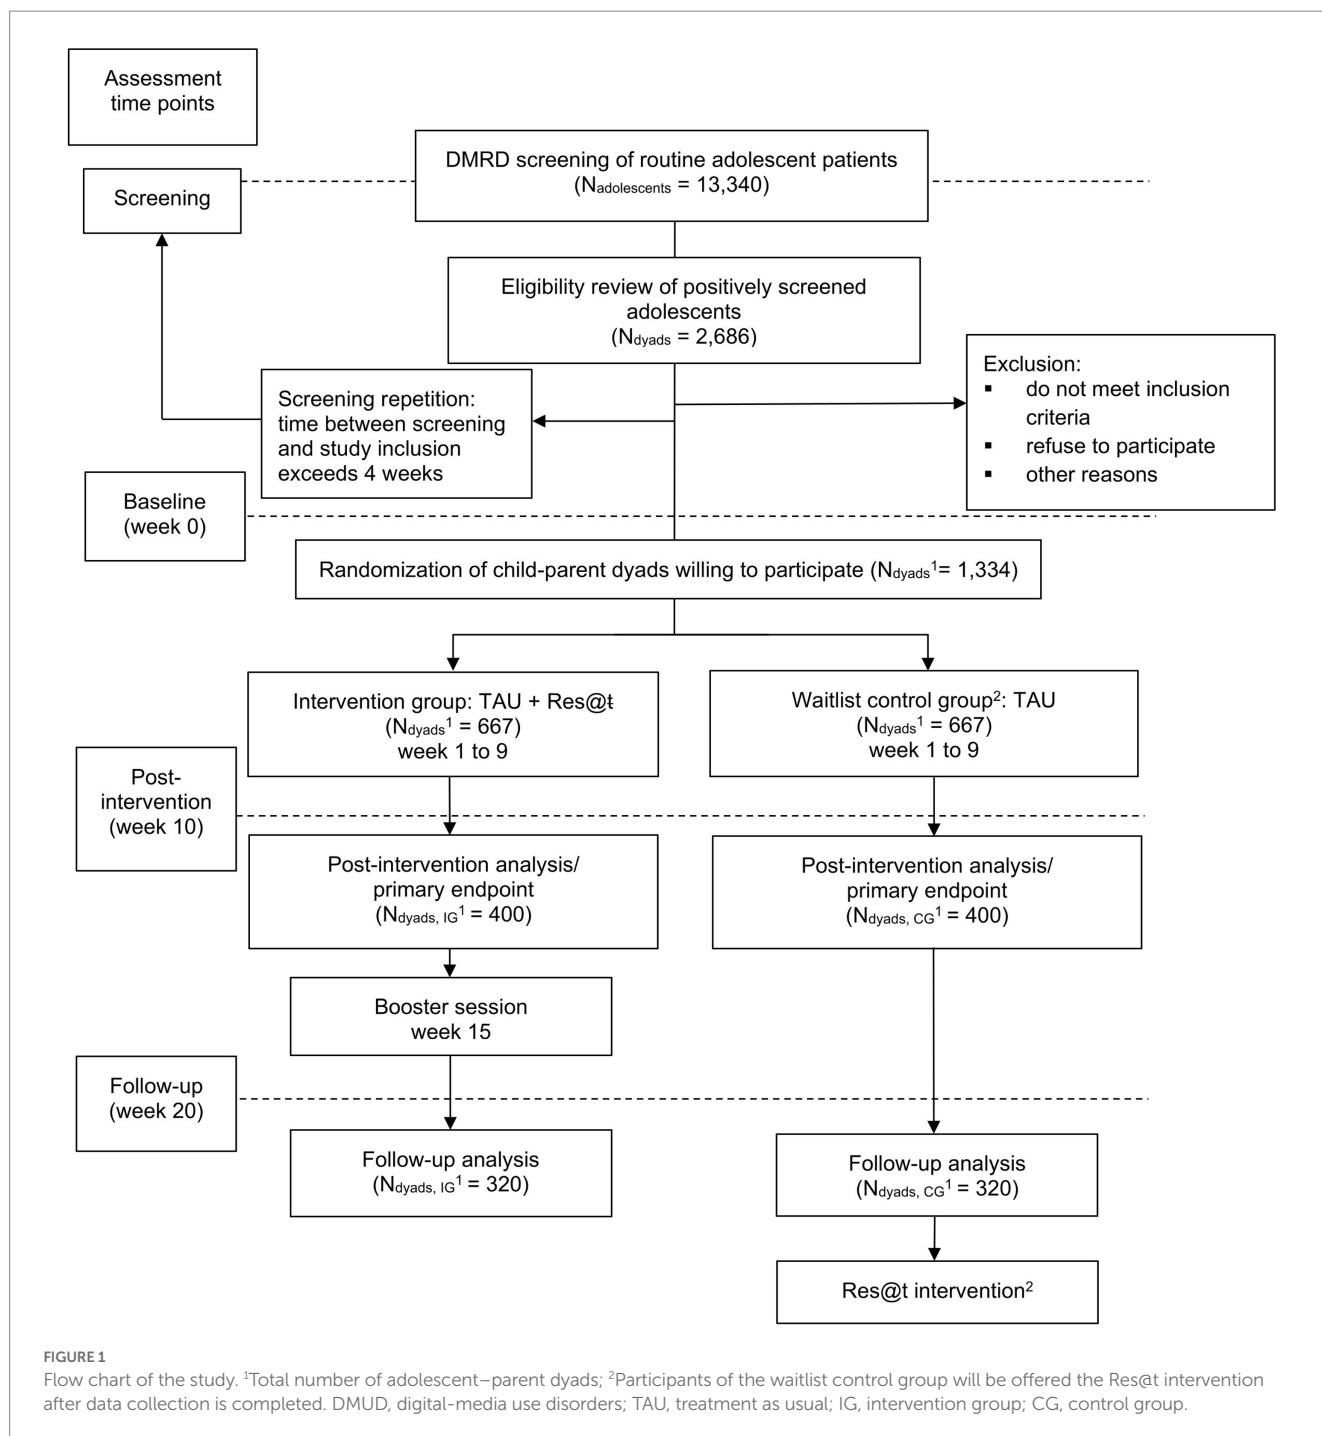 Assessment
time points
DMRD screening of routine adolescent patients
(Nadolescents = 13,340)
Screening
Eligibility review of positively screened
adolescents
(Ndyads = 2,686)
Exclusion:
▪ do not meet inclusion
criteria
▪ refuse to participate
▪ other reasons
Screening repetition:
time between screening
and study inclusion
exceeds 4 weeks
Baseline
(week 0)
Randomization of child-parent dyads willing to participate (Ndyads¹= 1,334)
Intervention group: TAU + Res@ŧ
(Ndyads¹ = 667)
week 1 to 9
Waitlist control group²: TAU
(Ndyads¹ = 667)
week 1 to 9
Post-
intervention
(week 10)
Post-intervention analysis/
primary endpoint
(Ndyads, IG¹ = 400)
Post-intervention analysis/
primary endpoint
(Ndyads, CG¹ = 400)
Booster session
week 15
Follow-up
(week 20)
Follow-up analysis
(Ndyads, IG¹ = 320)
Follow-up analysis
(Ndyads, CG¹ = 320)
Res@t intervention²
FIGURE 1
Flow chart of the study. ¹Total number of adolescent–parent dyads; ²Participants of the waitlist control group will be offered the Res@t intervention
after data collection is completed. DMUD, digital-media use disorders; TAU, treatment as usual; IG, intervention group; CG, control group.